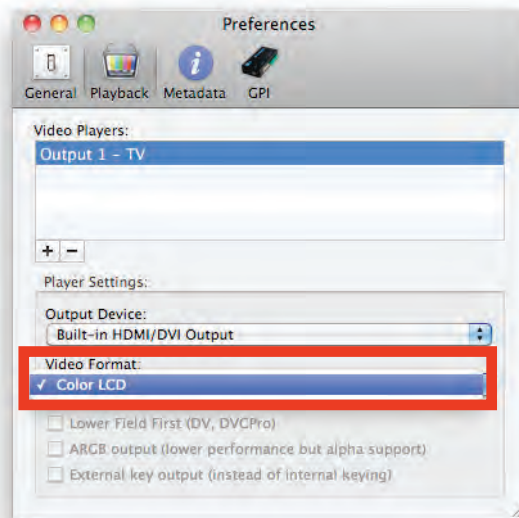 Preferences
General Playback Metadata GPI
Video Players:
Output 1 – TV
+ –
Player Settings:
Output Device:
Built-in HDMI/DVI Output
Video Format:
✓ Color LCD
Lower Field First (DV, DVCPro)
ARGB output (lower performance but alpha support)
External key output (instead of internal keying)